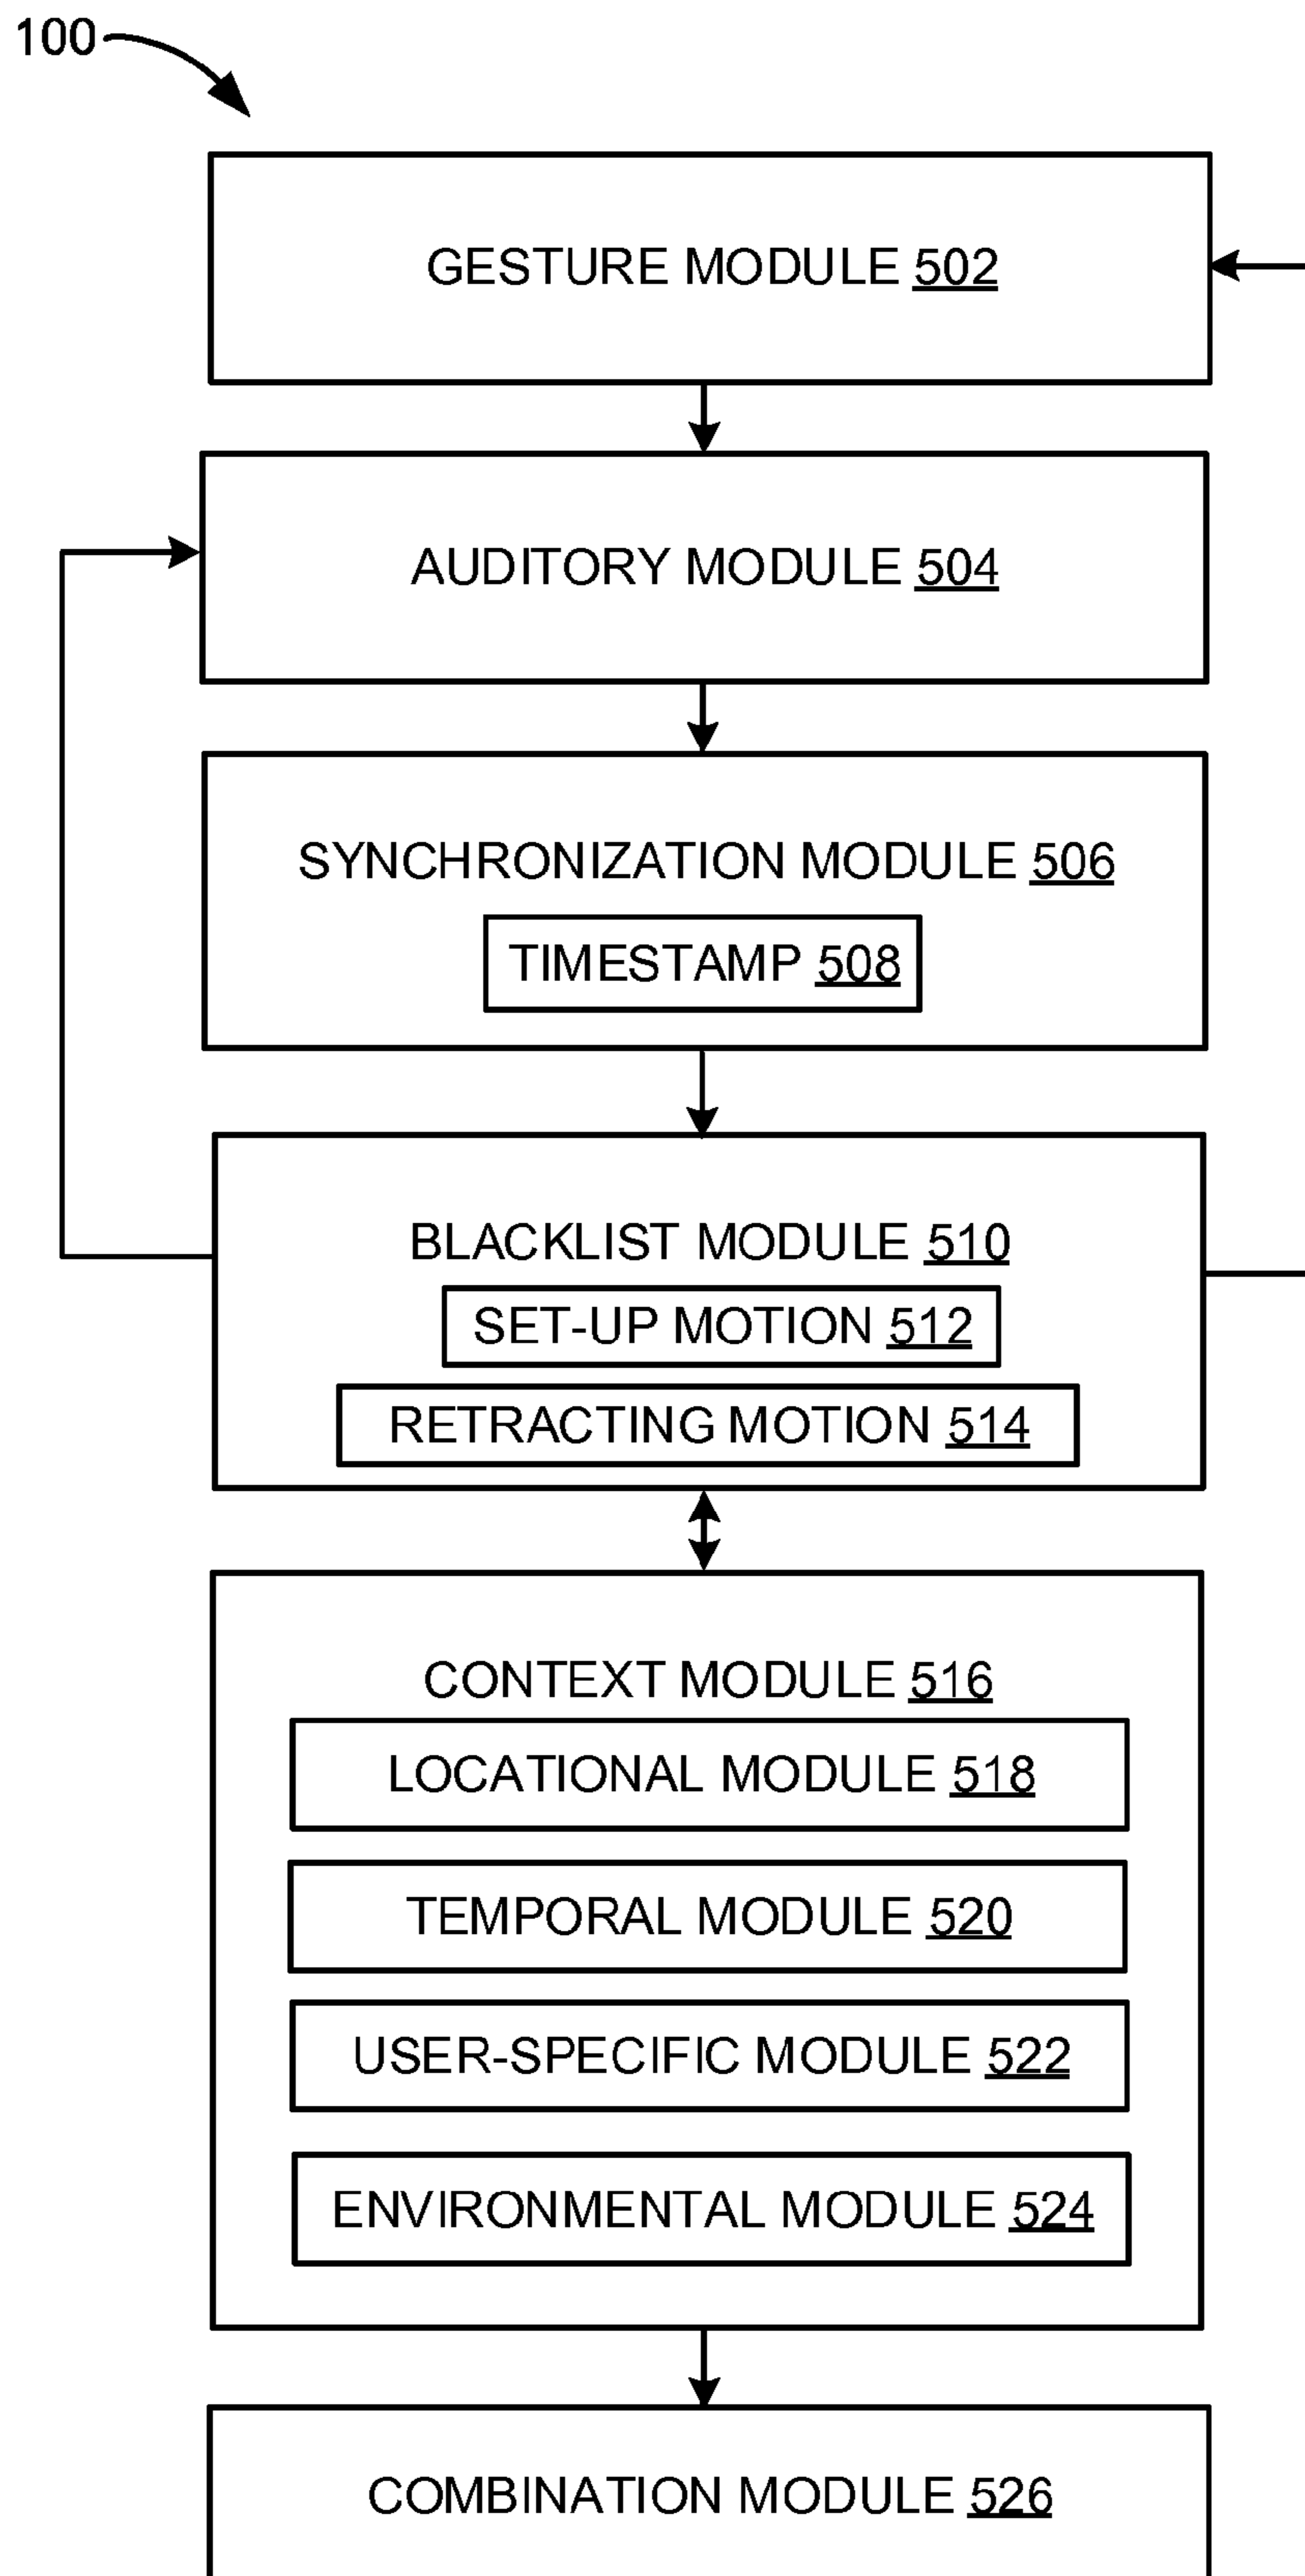 100
GESTURE MODULE 502
AUDITORY MODULE 504
SYNCHRONIZATION MODULE 506
TIMESTAMP 508
BLACKLIST MODULE 510
SET-UP MOTION 512
RETRACTING MOTION 514
CONTEXT MODULE 516
LOCATIONAL MODULE 518
TEMPORAL MODULE 520
USER-SPECIFIC MODULE 522
ENVIRONMENTAL MODULE 524
COMBINATION MODULE 526